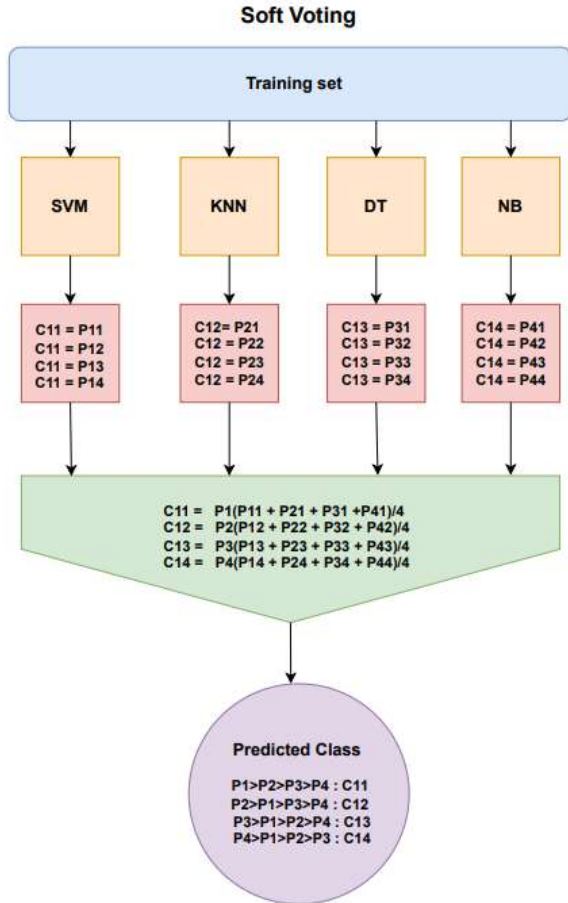 Soft Voting
Training set
SVM
KNN
DT
NB
C11 = P11
C11 = P12
C11 = P13
C11 = P14
C12= P21
C12 = P22
C12 = P23
C12 = P24
C13 = P31
C13 = P32
C13 = P33
C13 = P34
C14 = P41
C14 = P42
C14 = P43
C14 = P44
C11 = P1(P11 + P21 + P31 +P41)/4
C12 = P2(P12 + P22 + P32 + P42)/4
C13 = P3(P13 + P23 + P33 + P43)/4
C14 = P4(P14 + P24 + P34 + P44)/4
Predicted Class
P1>P2>P3>P4 : C11
P2>P1>P3>P4 : C12
P3>P1>P2>P4 : C13
P4>P1>P2>P3 : C14